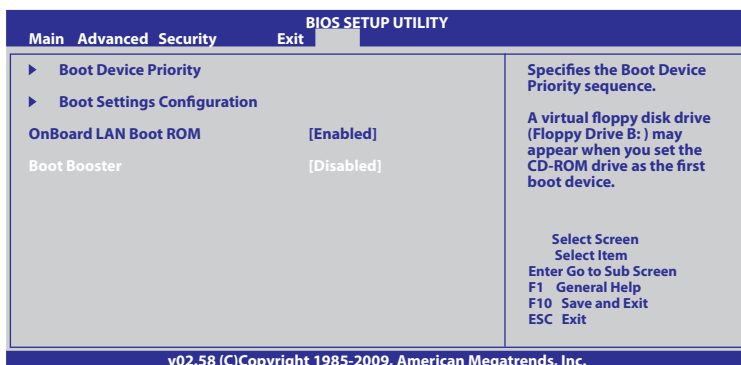 BIOS SETUP UTILITY
Main Advanced Security Exit
Boot Device Priority
Boot Settings Configuration
OnBoard LAN Boot ROM [Enabled]
Boot Booster [Disabled]
Specifies the Boot Device
Priority sequence.
A virtual floppy disk drive
(Floppy Drive B: ) may
appear when you set the
CD-ROM drive as the first
boot device.
Select Screen
Select Item
Enter Go to Sub Screen
F1 General Help
F10 Save and Exit
ESC Exit
v02.58 (C)Copyright 1985-2009, American Megatrends, Inc.